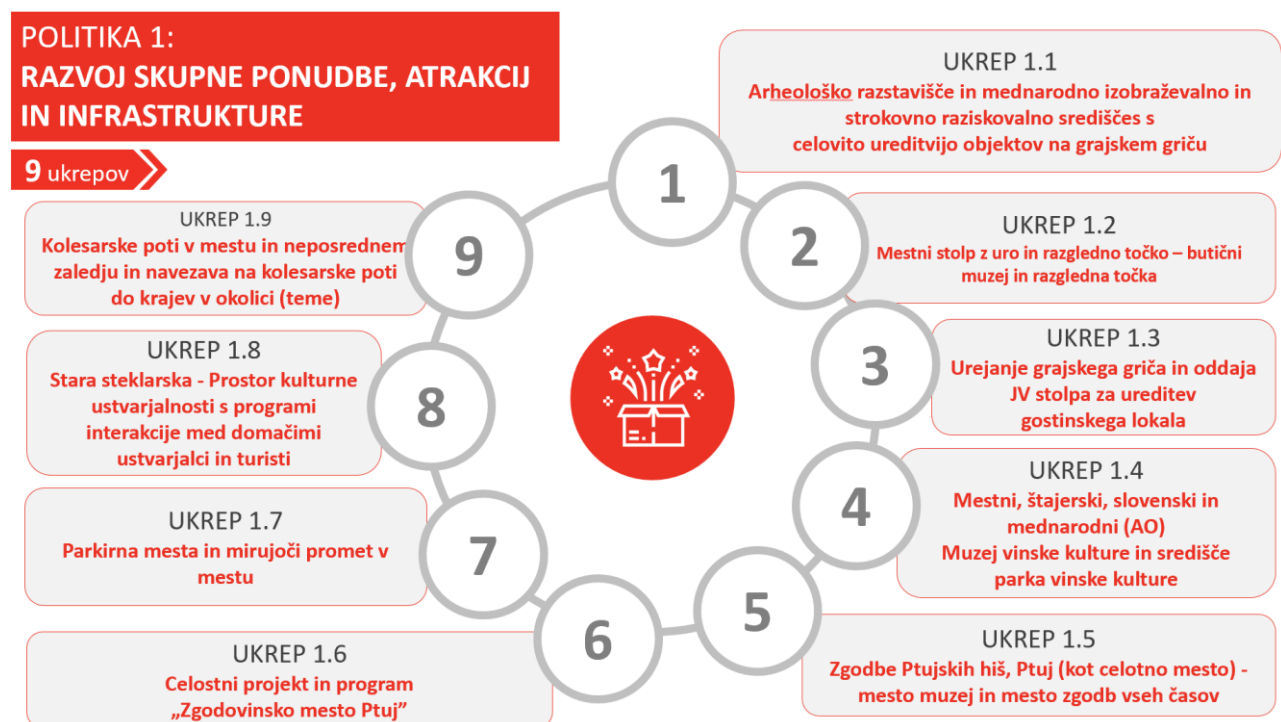 POLITIKA 1:
RAZVOJ SKUPNE PONUDBE, ATRAKCIJ
IN INFRASTRUKTURE
9 ukrepov
1
UKREP 1.1
Arheološko razstavišče in mednarodno izobraževalno in
strokovno raziskovalno središčes s
celovito ureditvijo objektov na grajskem griču
2
UKREP 1.2
Mestni stolp z uro in razgledno točko – butični
muzej in razgledna točka
3
UKREP 1.3
Urejanje grajskega griča in oddaja
JV stolpa za ureditev
gostinskega lokala
4
UKREP 1.4
Mestni, štajerski, slovenski in
mednarodni (AO)
Muzej vinske kulture in središče
parka vinske kulture
5
UKREP 1.5
Zgodbe Ptujskih hiš, Ptuj (kot celotno mesto) -
mesto muzej in mesto zgodb vseh časov
6
UKREP 1.6
Celostni projekt in program
„Zgodovinsko mesto Ptuj”
7
UKREP 1.7
Parkirna mesta in mirujoči promet v
mestu
8
UKREP 1.8
Stara steklarska - Prostor kulturne
ustvarjalnosti s programi
interakcije med domačimi
ustvarjalci in turisti
9
UKREP 1.9
Kolesarske poti v mestu in neposrednem
zaledju in navezava na kolesarske poti
do krajev v okolici (teme)